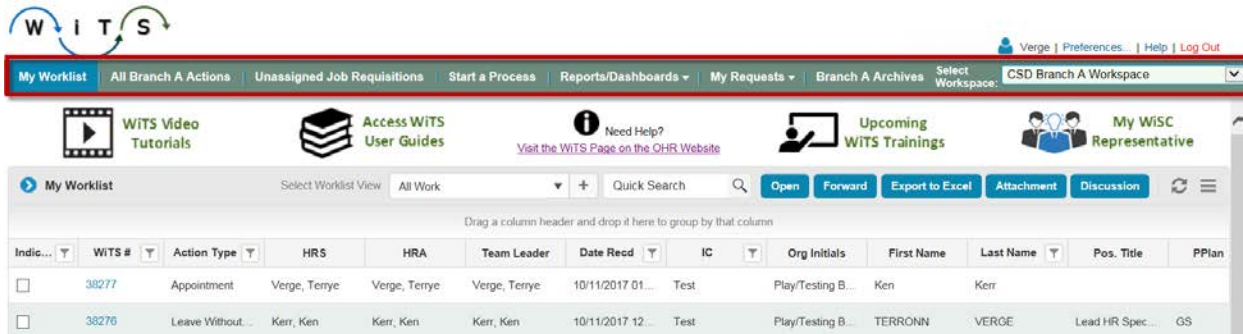 W i T S
Verge | Preferences... | Help | Log Out
My Worklist | All Branch A Actions | Unassigned Job Requisitions | Start a Process | Reports/Dashboards | My Requests | Branch A Archives Select Workspace: CSD Branch A Workspace
WiTS Video Tutorials
Access WiTS User Guides
Need Help?
Visit the WiTS Page on the OHR Website
Upcoming WiTS Trainings
My WiSC Representative
My Worklist Select Worklist View All Work + Quick Search Open Forward Export to Excel Attachment Discussion
Drag a column header and drop it here to group by that column
Indic... WiTS # Action Type HRS HRA Team Leader Date Recd IC Org Initials First Name Last Name Pos. Title PPlan
38277 Appointment Verge, Terrye Verge, Terrye Verge, Terrye 10/11/2017 01... Test Play/Testing B... Ken Kerr
38276 Leave Without... Kerr, Ken Kerr, Ken Kerr, Ken 10/11/2017 12... Test Play/Testing B... TERRONN VERGE Lead HR Spec... GS